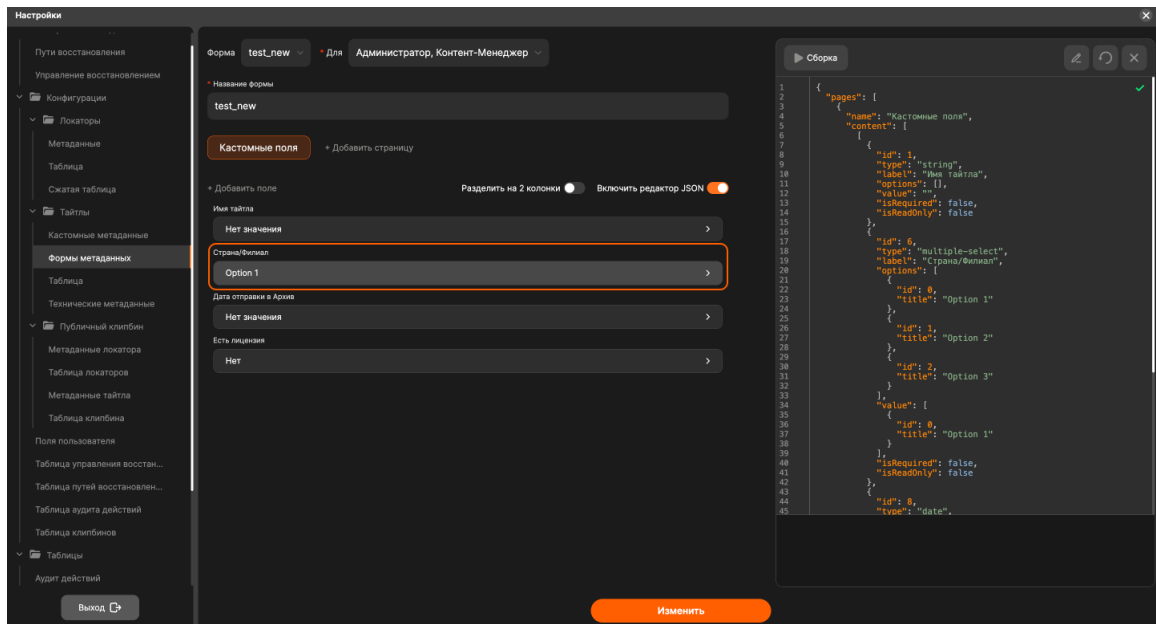 Настройки
Пути восстановления
Управление восстановлением
Конфигурации
Локаторы
Метаданные
Таблица
Сжатая таблица
Тайтлы
Кастомные метаданные
Формы метаданных
Таблица
Технические метаданные
Публичный клипбин
Метаданные локатора
Таблица локаторов
Метаданные тайтла
Таблица клипбина
Поля пользователя
Таблица управления восстан...
Таблица путей восстановлен...
Таблица аудита действий
Таблица клипбинов
Таблицы
Аудит действий
Выход
Форма test_new * Для Администратор, Контент-Менеджер
* Название формы
test_new
Кастомные поля + Добавить страницу
+ Добавить поле Разделить на 2 колонки Включить редактор JSON
Имя тайтла
Нет значения
Страна/Филиал
Option 1
Дата отправки в Архив
Нет значения
Есть лицензия
Нет
Изменить
Сборка
1 {
2 "pages": [
3 {
4 "name": "Кастомные поля",
5 "content": [
6 [
7 {
8 "id": 1,
9 "type": "string",
10 "label": "Имя тайтла",
11 "options": [],
12 "value": "",
13 "isRequired": false,
14 "isReadOnly": false
15 },
16 {
17 "id": 6,
18 "type": "multiple-select",
19 "label": "Страна/Филиал",
20 "options": [
21 {
22 "id": 0,
23 "title": "Option 1"
24 },
25 {
26 "id": 1,
27 "title": "Option 2"
28 },
29 {
30 "id": 2,
31 "title": "Option 3"
32 }
33 ],
34 "value": [
35 {
36 "id": 0,
37 "title": "Option 1"
38 }
39 ],
40 "isRequired": false,
41 "isReadOnly": false
42 },
43 {
44 "id": 8,
45 "type": "date",